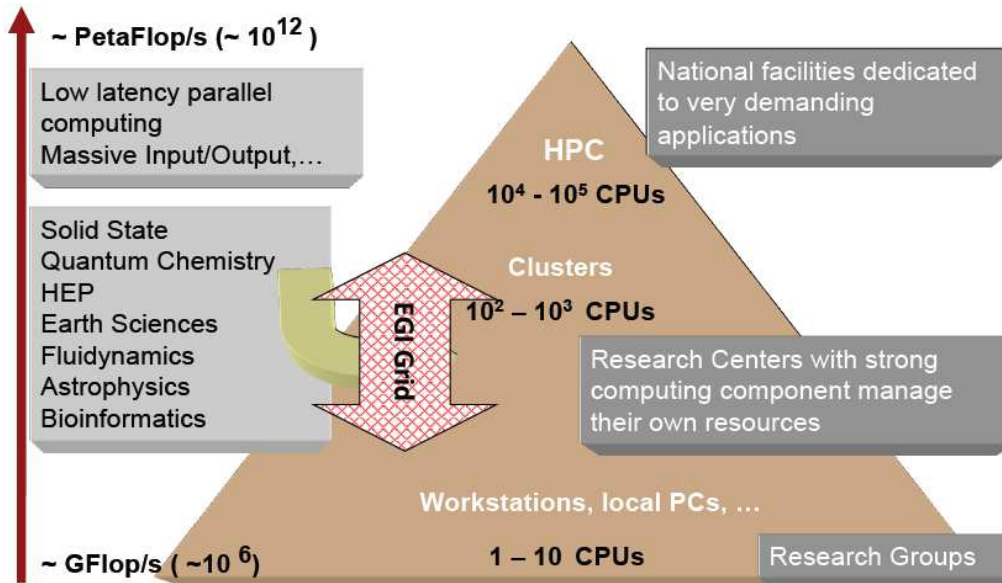 ~ PetaFlop/s (~ 10¹² )
Low latency parallel
computing
Massive Input/Output,...
National facilities dedicated
to very demanding
applications
HPC
10⁴ - 10⁵ CPUs
Solid State
Quantum Chemistry
HEP
Earth Sciences
Fluidynamics
Astrophysics
Bioinformatics
EGI Grid
Clusters
10² – 10³ CPUs
Research Centers with strong
computing component manage
their own resources
Workstations, local PCs, ...
~ GFlop/s ( ~10 ⁶)
1 – 10 CPUs
Research Groups